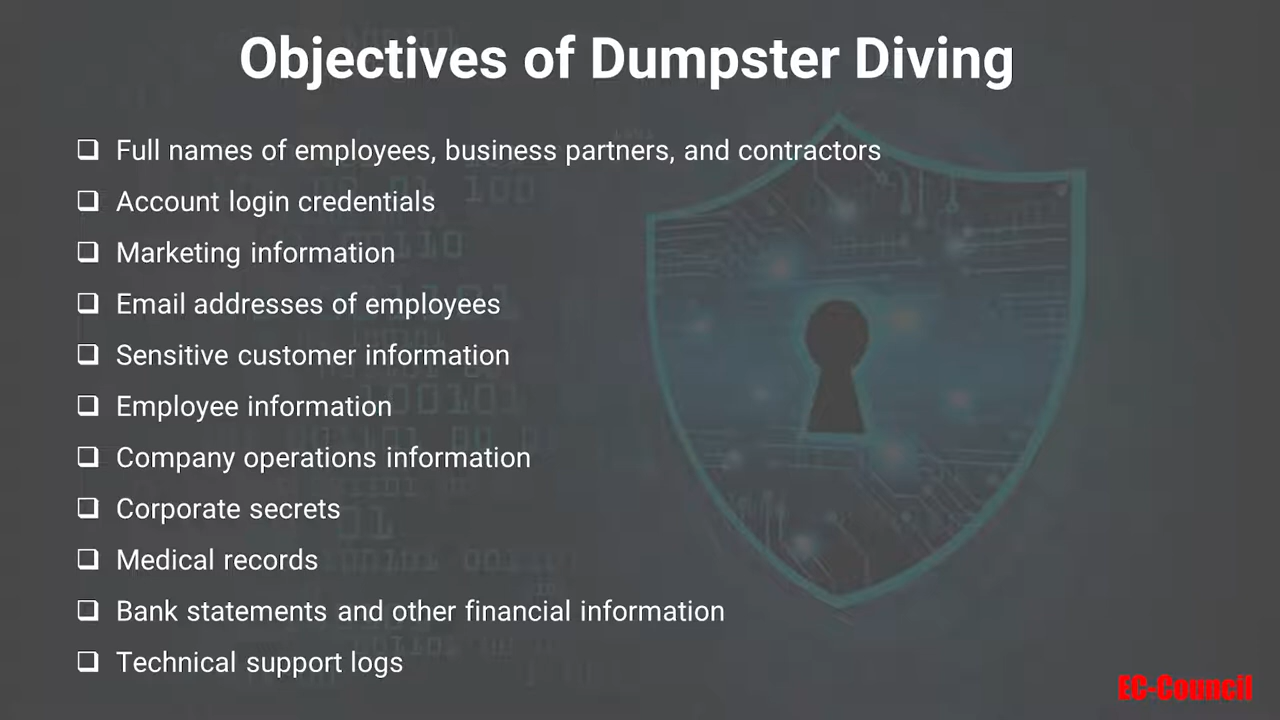 Objectives of Dumpster Diving
❑ Full names of employees, business partners, and contractors
❑ Account login credentials
❑ Marketing information
❑ Email addresses of employees
❑ Sensitive customer information
❑ Employee information
❑ Company operations information
❑ Corporate secrets
❑ Medical records
❑ Bank statements and other financial information
❑ Technical support logs
EC-Council